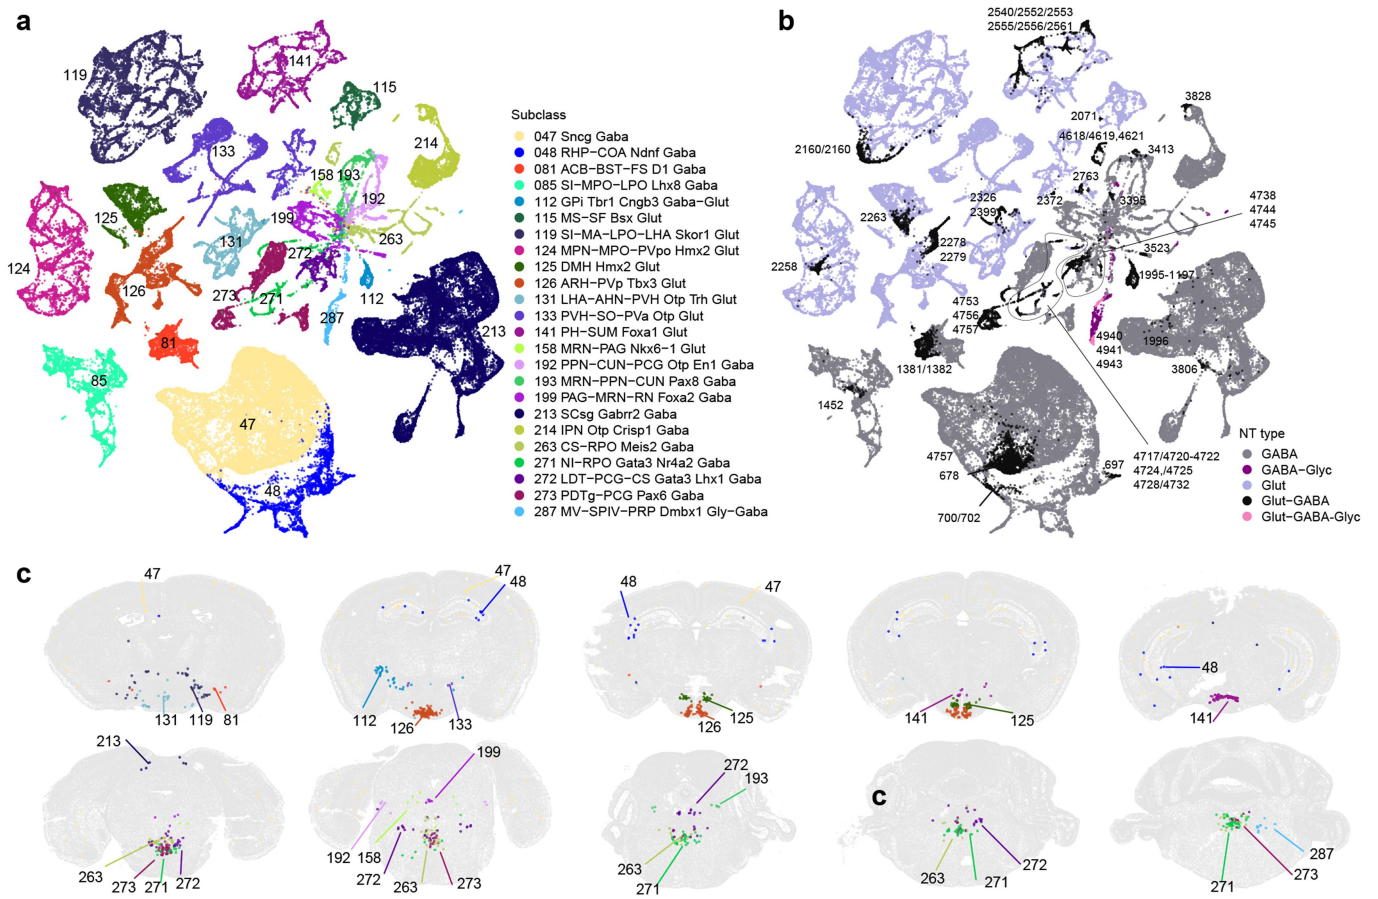 a
119
141
115
214
133
158
193
192
125
199
263
131
272
124
126
273
271
112
287
213
81
85
47
48
Subclass
047 Sncg Gaba
048 RHP−COA Ndnf Gaba
081 ACB−BST−FS D1 Gaba
085 SI−MPO−LPO Lhx8 Gaba
112 GPi Tbr1 Cngb3 Gaba−Glut
115 MS−SF Bsx Glut
119 SI−MA−LPO−LHA Skor1 Glut
124 MPN−MPO−PVpo Hmx2 Glut
125 DMH Hmx2 Glut
126 ARH−PVp Tbx3 Glut
131 LHA−AHN−PVH Otp Trh Glut
133 PVH−SO−PVa Otp Glut
141 PH−SUM Foxa1 Glut
158 MRN−PAG Nkx6−1 Glut
192 PPN−CUN−PCG Otp En1 Gaba
193 MRN−PPN−CUN Pax8 Gaba
199 PAG−MRN−RN Foxa2 Gaba
213 SCsg Gabrr2 Gaba
214 IPN Otp Crisp1 Gaba
263 CS−RPO Meis2 Gaba
271 NI−RPO Gata3 Nr4a2 Gaba
272 LDT−PCG−CS Gata3 Lhx1 Gaba
273 PDTg−PCG Pax6 Gaba
287 MV−SPIV−PRP Dmbx1 Gly−Gaba
b
2540/2552/2553
2555/2556/2561
3828
2071
4618/4619,4621
2160/2160
3413
2763
2326
2372
3395
2399
2263
4738
4744
4745
2278
2279
3523
2258
1995-1197
4753
4756
4757
4940
4941
4943
1996
1381/1382
3806
1452
4757
678
697
700/702
4717/4720-4722
4724,/4725
4728/4732
NT type
GABA
GABA−Glyc
Glut
Glut−GABA
Glut−GABA-Glyc
c
47
131
119
81
47
48
112
126
133
48
47
126
125
141
125
48
141
213
263
273
271
272
199
192
158
272
263
273
272
193
263
271
c
263
271
272
271
273
287